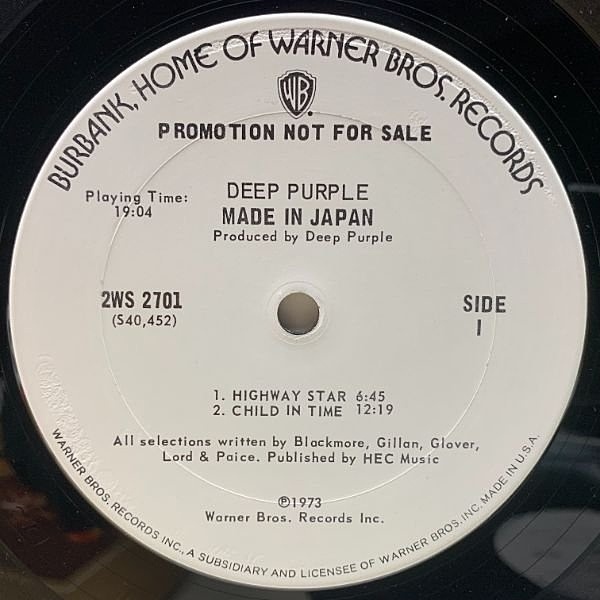 BURBANK, HOME OF WARNER BROS. RECORDS
WB
PROMOTION NOT FOR SALE
Playing Time:
19:04
DEEP PURPLE
MADE IN JAPAN
Produced by Deep Purple
2WS 2701
(S40,452)
SIDE
1
1. HIGHWAY STAR 6:45
2. CHILD IN TIME 12:19
All selections written by Blackmore, Gillan, Glover,
Lord & Paice. Published by HEC Music
℗1973
Warner Bros. Records Inc.
WARNER BROS. RECORDS INC., A SUBSIDIARY AND LICENSEE OF WARNER BROS. INC. MADE IN U.S.A.